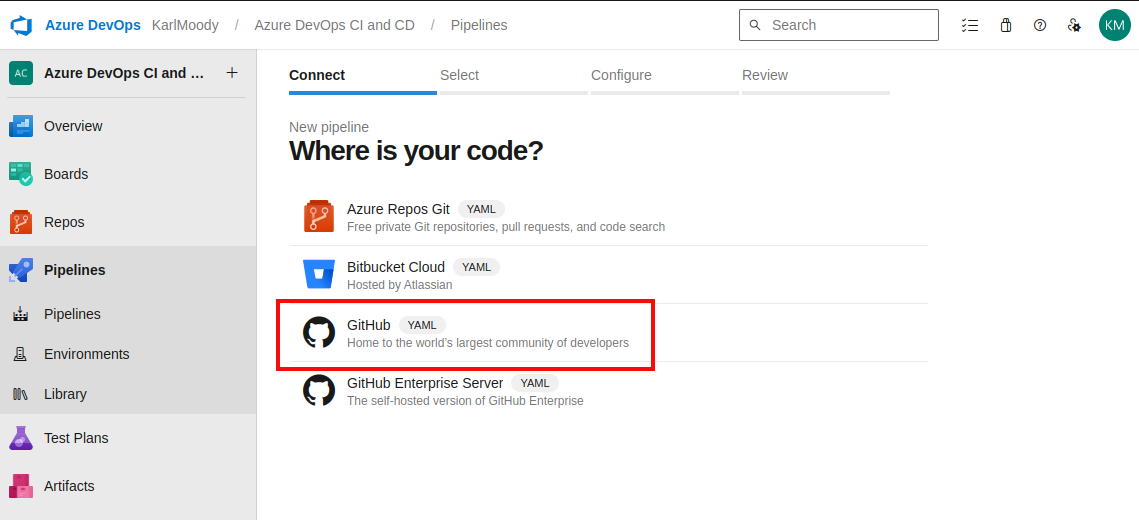 Azure DevOps KarlMoody / Azure DevOps CI and CD / Pipelines Search KM
AC Azure DevOps CI and ... +
Connect Select Configure Review
Overview
Boards
Repos
Pipelines
Pipelines
Environments
Library
Test Plans
Artifacts
New pipeline
Where is your code?
Azure Repos Git YAML
Free private Git repositories, pull requests, and code search
Bitbucket Cloud YAML
Hosted by Atlassian
GitHub YAML
Home to the world's largest community of developers
GitHub Enterprise Server YAML
The self-hosted version of GitHub Enterprise